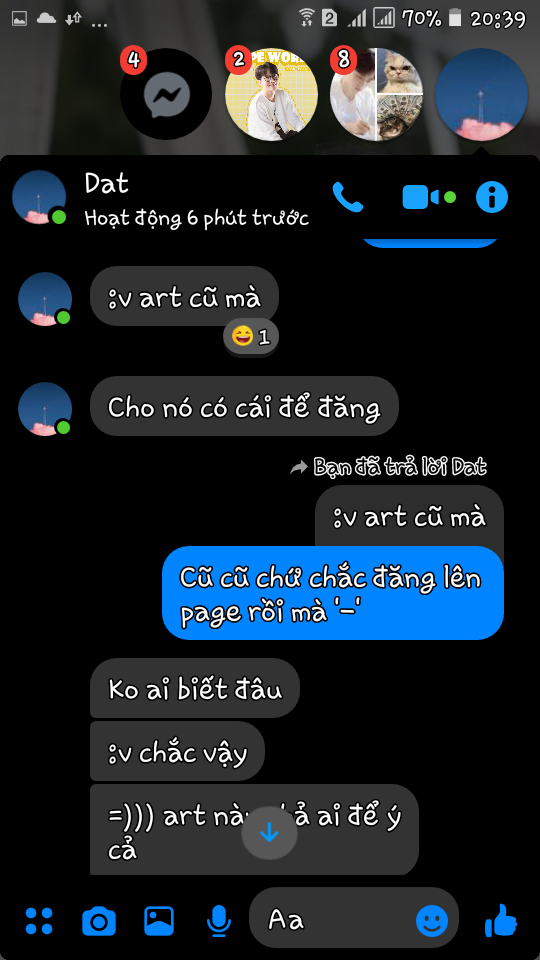 2 70% 20:39
4 2 8
PE WOR
Dat
Hoạt động 6 phút trước
:v art cũ mà
1
Cho nó có cái để đăng
Bạn đã trả lời Dat
:v art cũ mà
Cũ cũ chứ chắc đăng lên
page rồi mà '-'
Ko ai biết đâu
:v chắc vậy
=))) art này ai để ý
cả
Aa